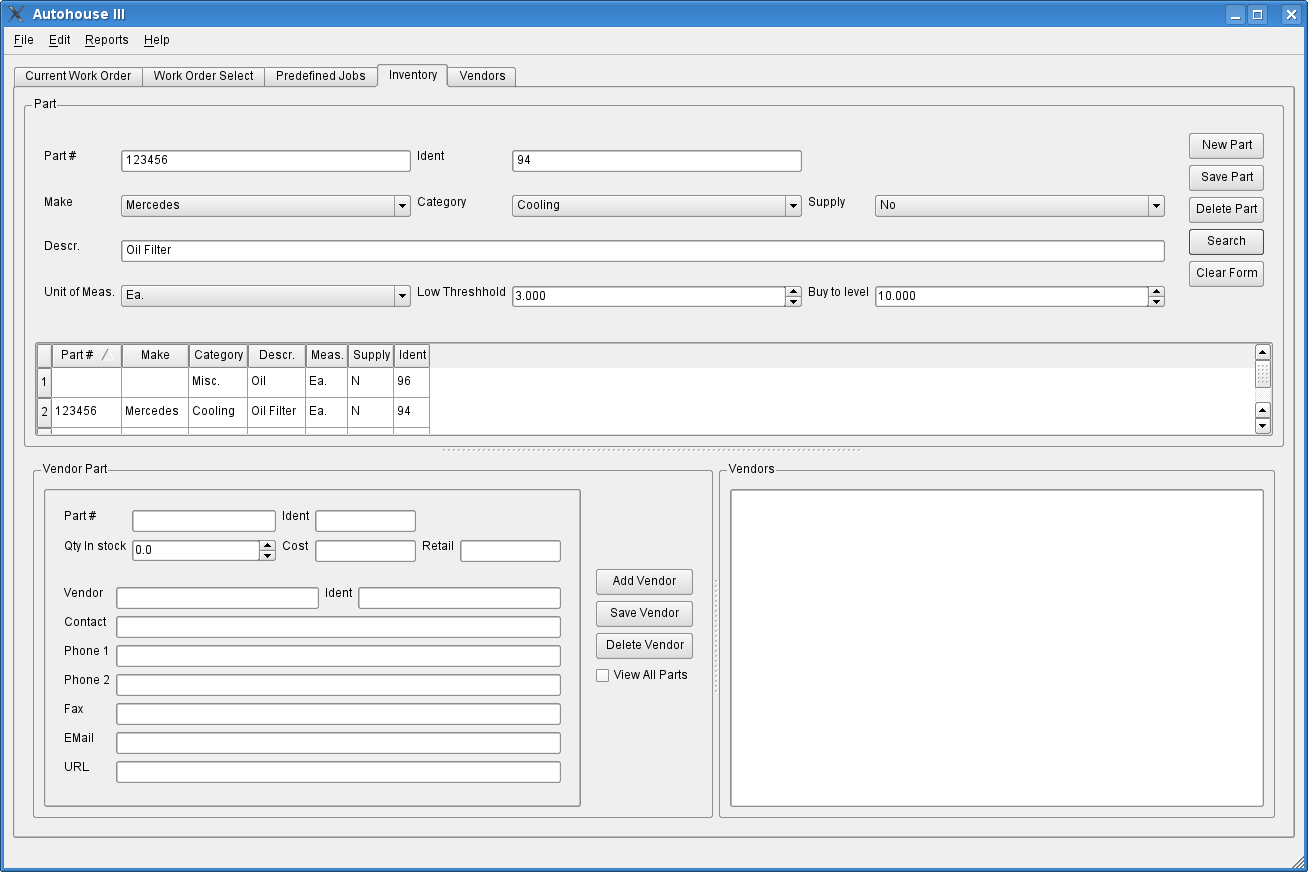 Autohouse III
File Edit Reports Help
Current Work Order Work Order Select Predefined Jobs Inventory Vendors
Part
Part # 123456 Ident 94 New Part
Save Part
Make Mercedes Category Cooling Supply No
Delete Part
Descr. Oil Filter Search
Clear Form
Unit of Meas. Ea. Low Threshhold 3.000 Buy to level 10.000
Part # Make Category Descr. Meas. Supply Ident
1 Misc. Oil Ea. N 96
2 123456 Mercedes Cooling Oil Filter Ea. N 94
Vendor Part Vendors
Part # Ident
Qty In stock 0.0 Cost Retail
Add Vendor
Vendor Ident
Save Vendor
Contact
Delete Vendor
Phone 1
View All Parts
Phone 2
Fax
EMail
URL